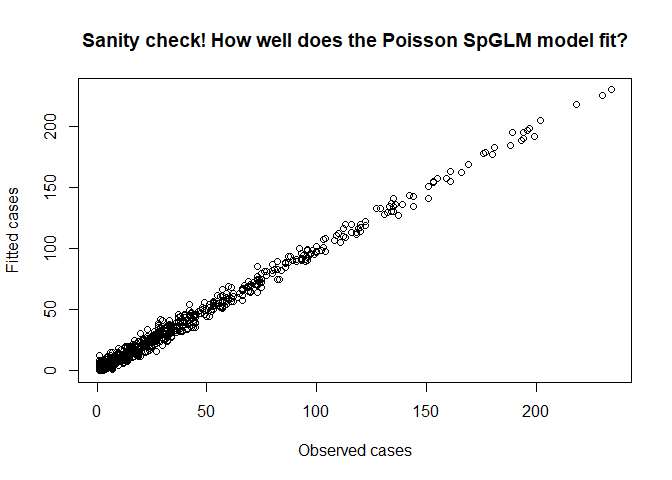 Sanity check! How well does the Poisson SpGLM model fit?
Fitted cases
200
150
100
50
0
0 50 100 150 200
Observed cases